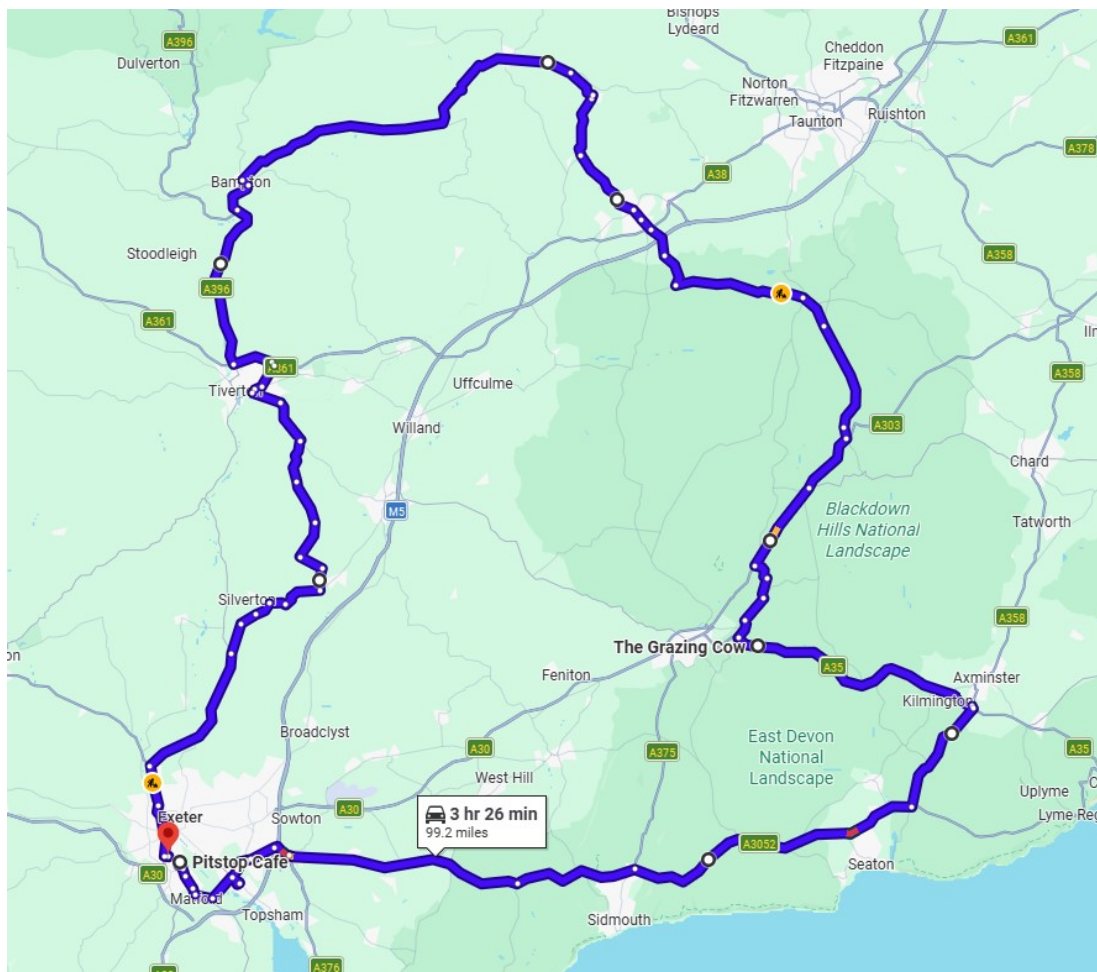 A396
Bishops
Lydeard
A361
Dulverton
Cheddon
Fitzpaine
Norton
Fitzwarren
Taunton
Ruishton
A378
A38
Bampton
Stoodleigh
A358
A396
A361
A361
Tiverton
Uffculme
A358
Willand
A303
Chard
M5
Blackdown
Hills National
Landscape
Tatworth
Silverton
A358
The Grazing Cow
A35
Axminster
Feniton
Kilmington
Broadclyst
A30
East Devon
National
Landscape
A375
A35
West Hill
Uplyme
Lyme Reg
3 hr 26 min
99.2 miles
A30
Exeter
Sowton
A3052
Seaton
Pitstop Cafe
A30
Matford
Topsham
Sidmouth
A376